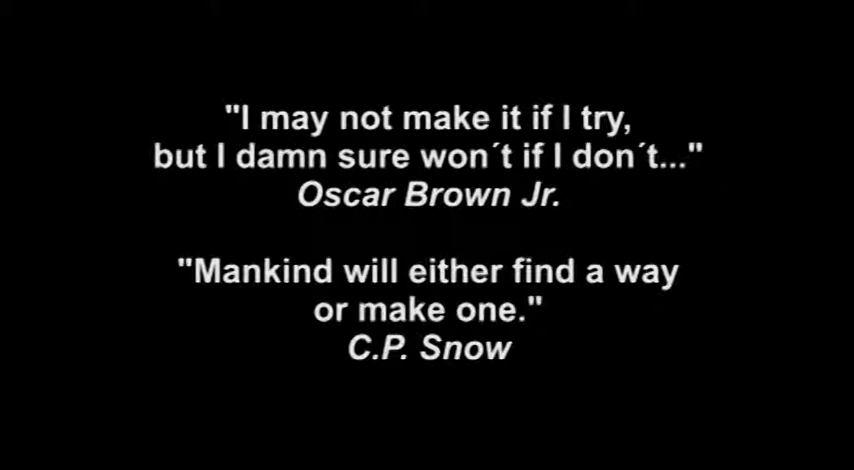 "I may not make it if I try,
but I damn sure won´t if I don´t..."
Oscar Brown Jr.
"Mankind will either find a way
or make one."
C.P. Snow